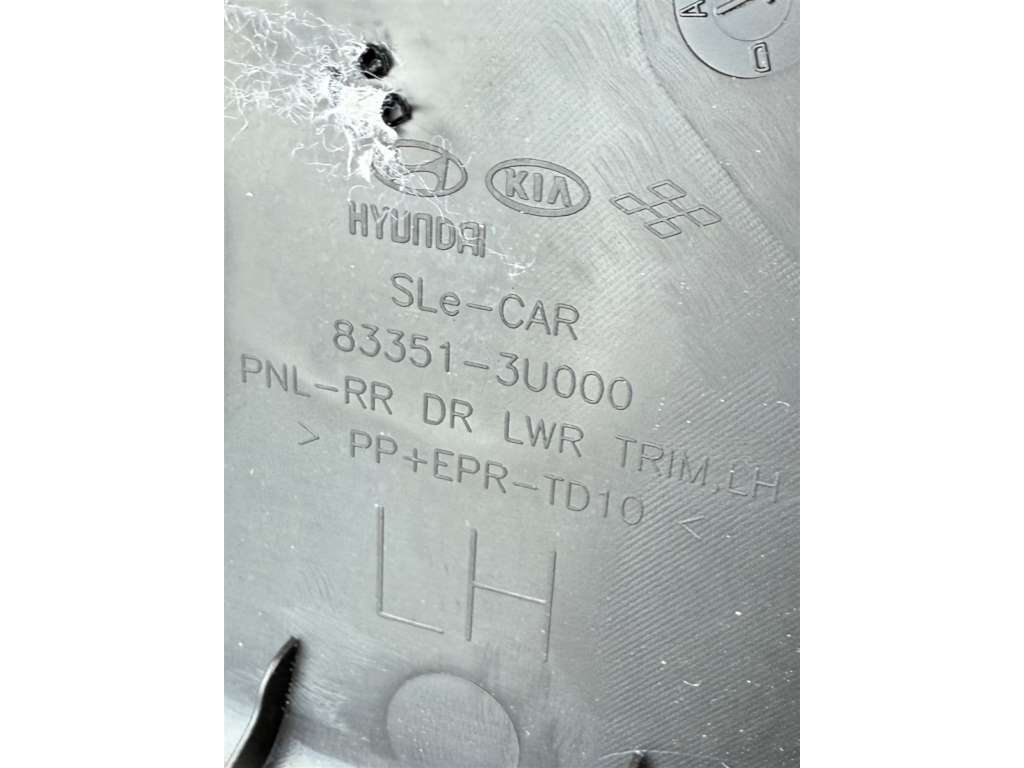 A
D
KIA
HYUNDAI
SLe-CAR
83351-3U000
PNL-RR DR LWR TRIM,LH
> PP+EPR-TD10 <
LH